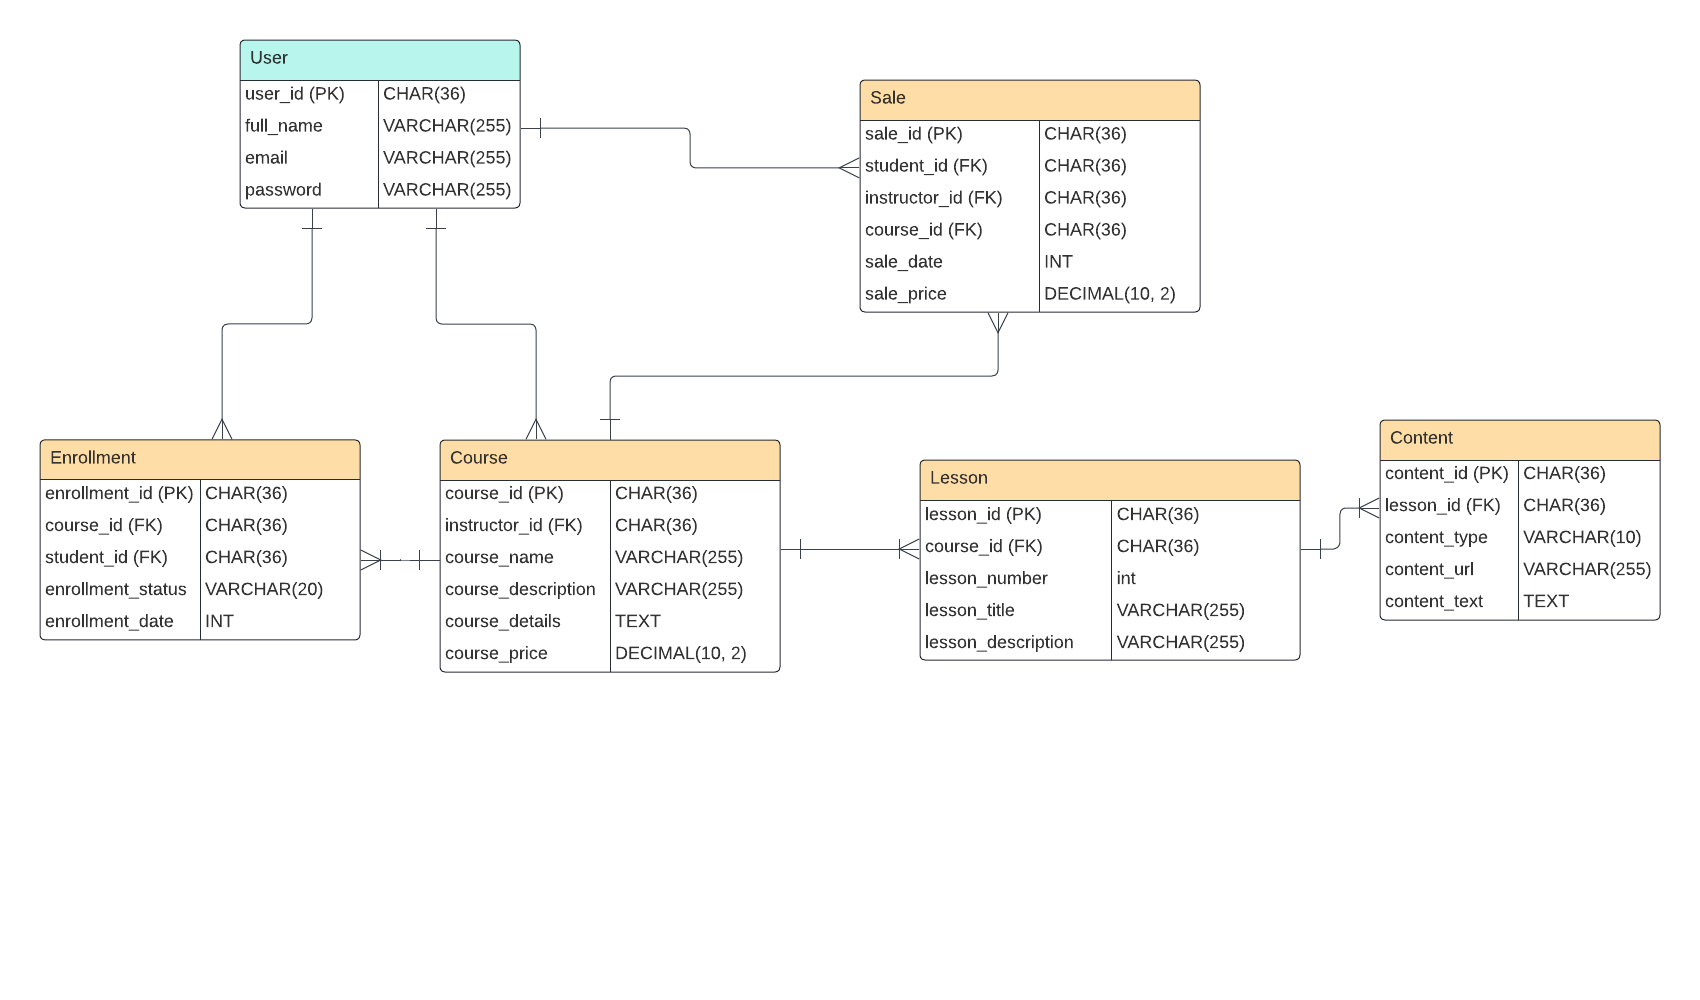 User
user_id (PK) CHAR(36)
full_name VARCHAR(255)
email VARCHAR(255)
password VARCHAR(255)
Sale
sale_id (PK) CHAR(36)
student_id (FK) CHAR(36)
instructor_id (FK) CHAR(36)
course_id (FK) CHAR(36)
sale_date INT
sale_price DECIMAL(10, 2)
Enrollment
enrollment_id (PK) CHAR(36)
course_id (FK) CHAR(36)
student_id (FK) CHAR(36)
enrollment_status VARCHAR(20)
enrollment_date INT
Course
course_id (PK) CHAR(36)
instructor_id (FK) CHAR(36)
course_name VARCHAR(255)
course_description VARCHAR(255)
course_details TEXT
course_price DECIMAL(10, 2)
Lesson
lesson_id (PK) CHAR(36)
course_id (FK) CHAR(36)
lesson_number int
lesson_title VARCHAR(255)
lesson_description VARCHAR(255)
Content
content_id (PK) CHAR(36)
lesson_id (FK) CHAR(36)
content_type VARCHAR(10)
content_url VARCHAR(255)
content_text TEXT